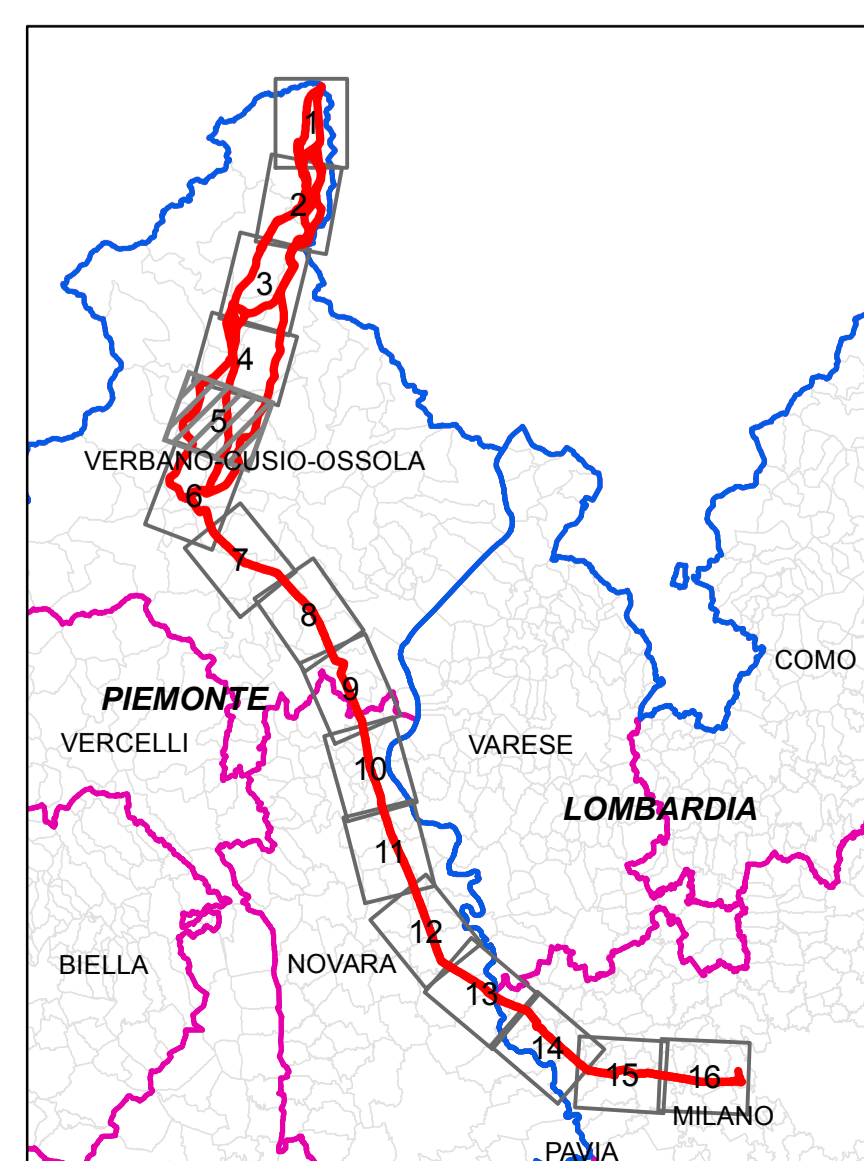 1
2
3
4
5
VERBANO-CUSIO-OSSOLA
6
7
8
COMO
9
PIEMONTE
VERCELLI
VARESE
10
LOMBARDIA
11
12
BIELLA
NOVARA
13
14
15
16
MILANO
PAVIA